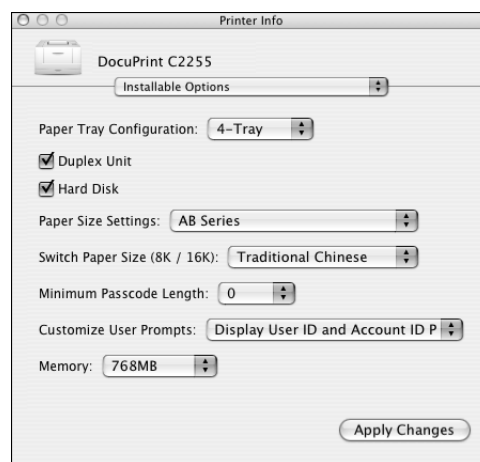 Printer Info
DocuPrint C2255
Installable Options
Paper Tray Configuration: 4-Tray
Duplex Unit
Hard Disk
Paper Size Settings: AB Series
Switch Paper Size (8K / 16K): Traditional Chinese
Minimum Passcode Length: 0
Customize User Prompts: Display User ID and Account ID P
Memory: 768MB
Apply Changes